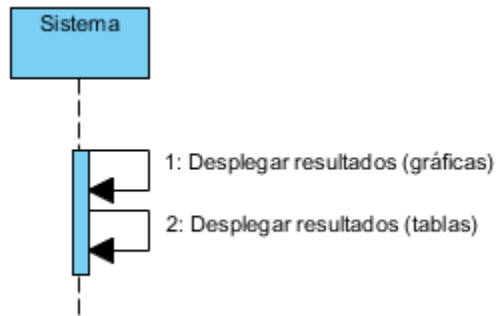 Sistema
1: Desplegar resultados (gráficas)
2: Desplegar resultados (tablas)